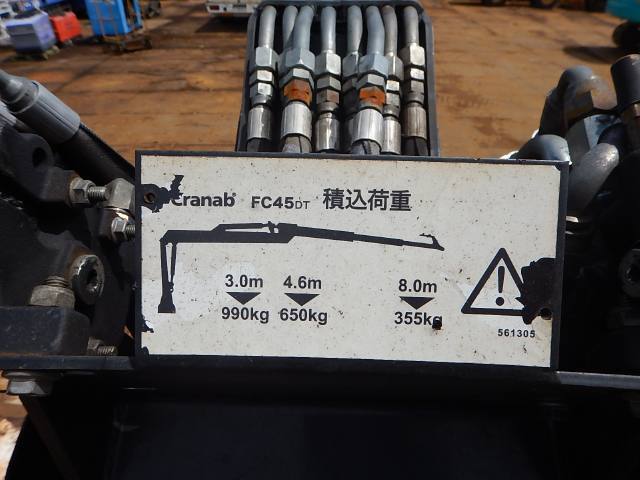 cranab FC45DT 積込荷重
3.0m 4.6m 8.0m
990kg 650kg 355kg
561305